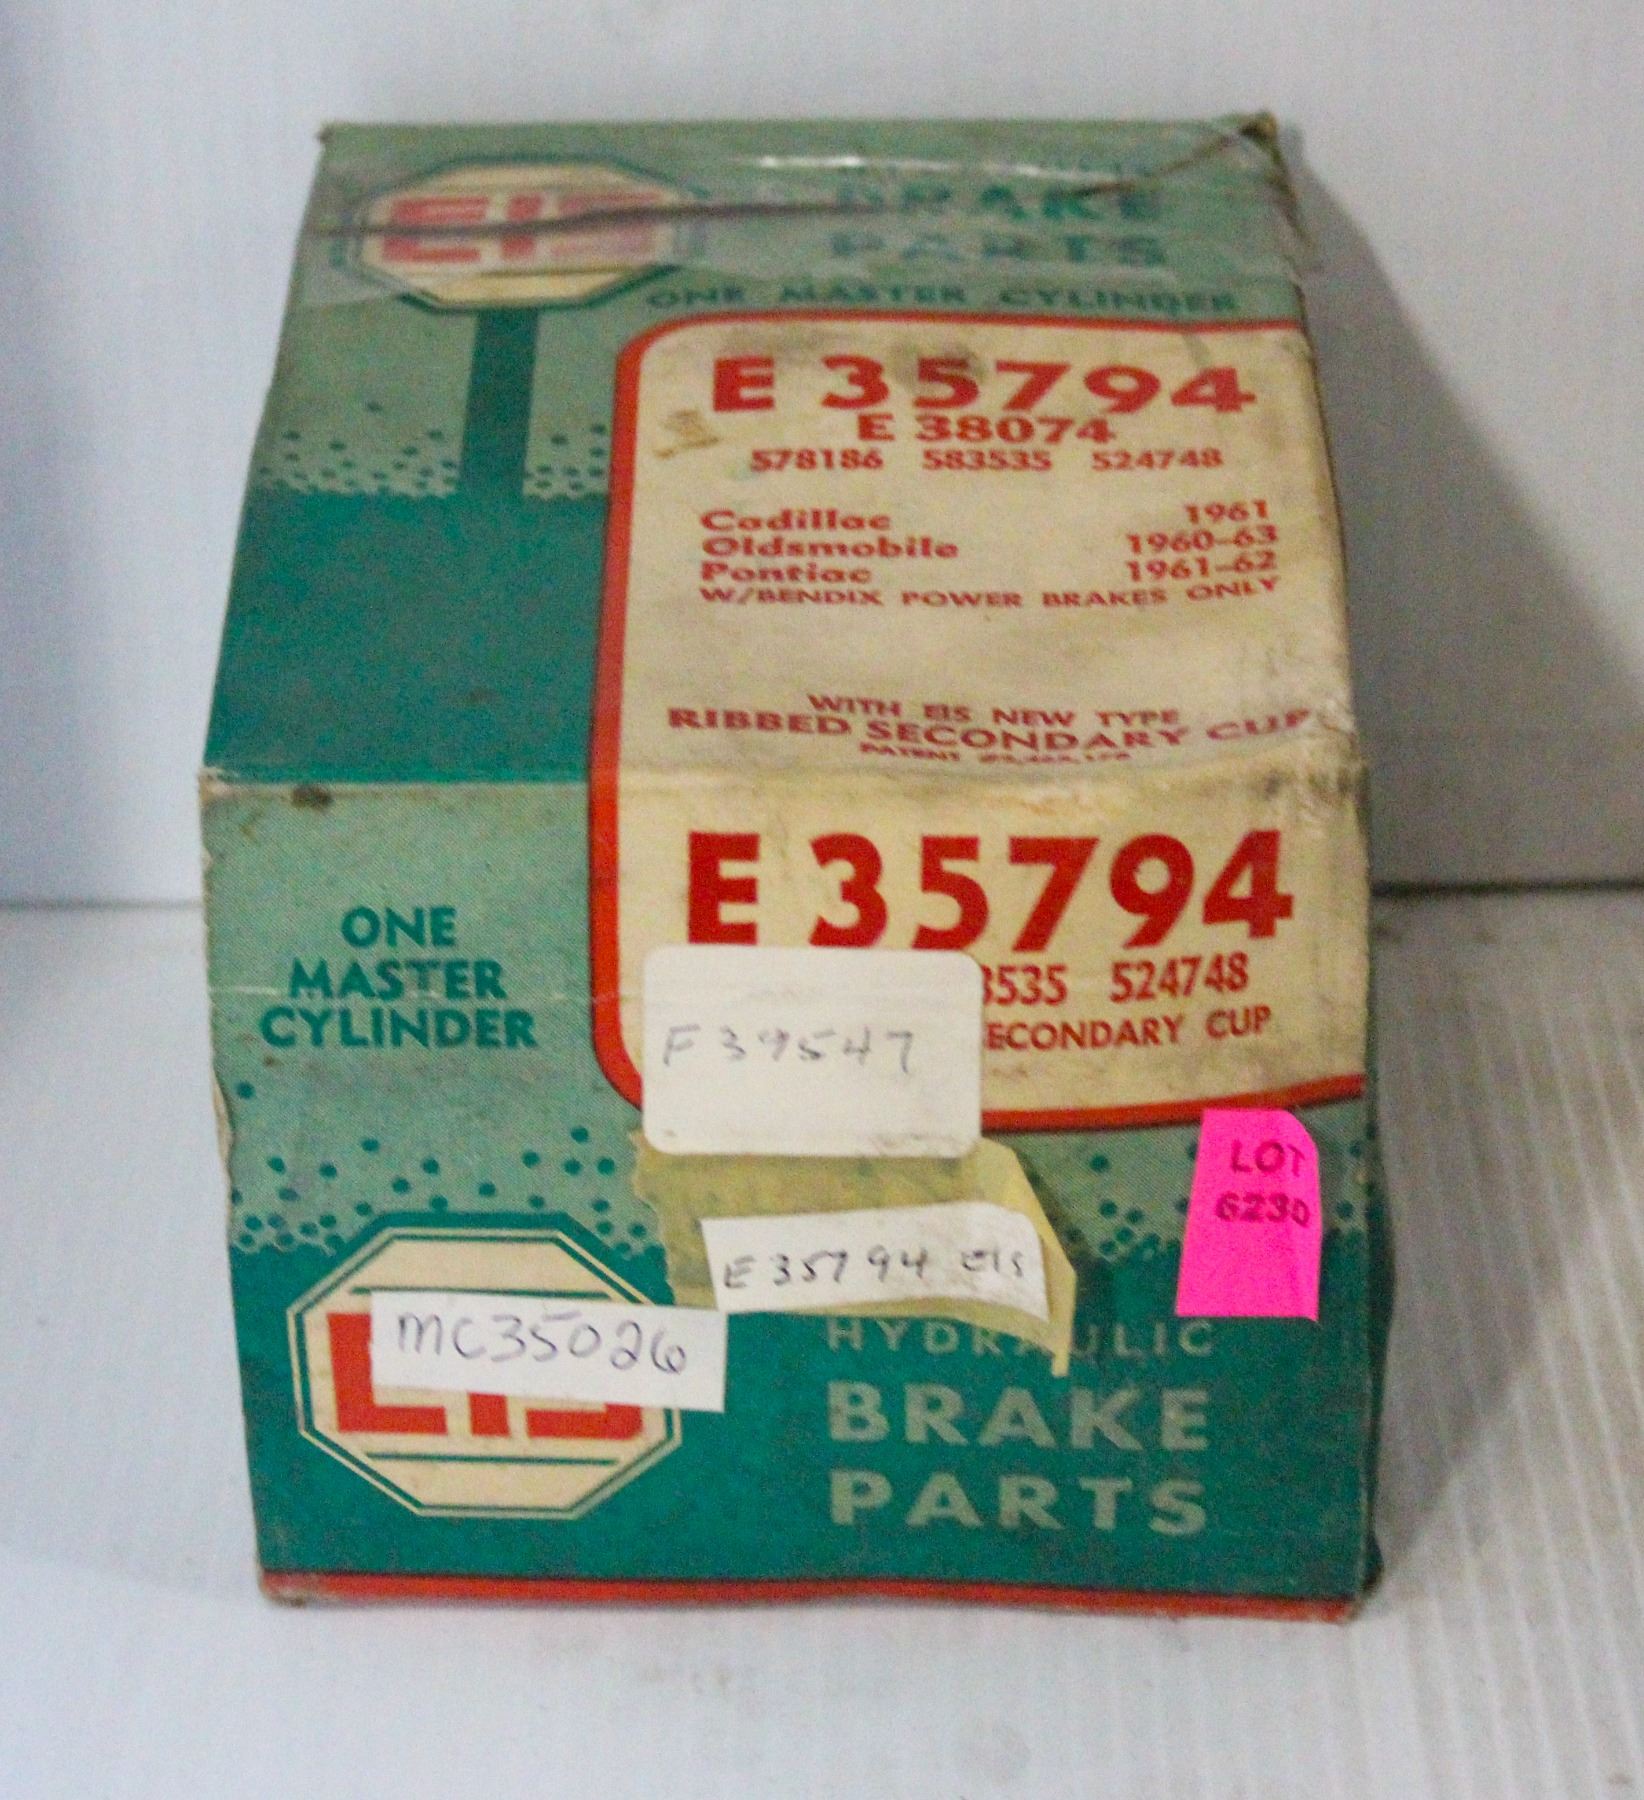 EIS
BRAKE
PARTS
ONE MASTER CYLINDER
E 35794
E 38074
578186 583535 524748
Cadillac 1961
Oldsmobile 1960-63
Pontiac 1961-62
W/BENDIX POWER BRAKES ONLY
WITH EIS NEW TYPE
RIBBED SECONDARY CUP
PATENT
E 35794
3535 524748
ECONDARY CUP
ONE
MASTER
CYLINDER
F39547
LOT
6230
E35794 EIS
MC35026
EIS
HYDRAULIC
BRAKE
PARTS